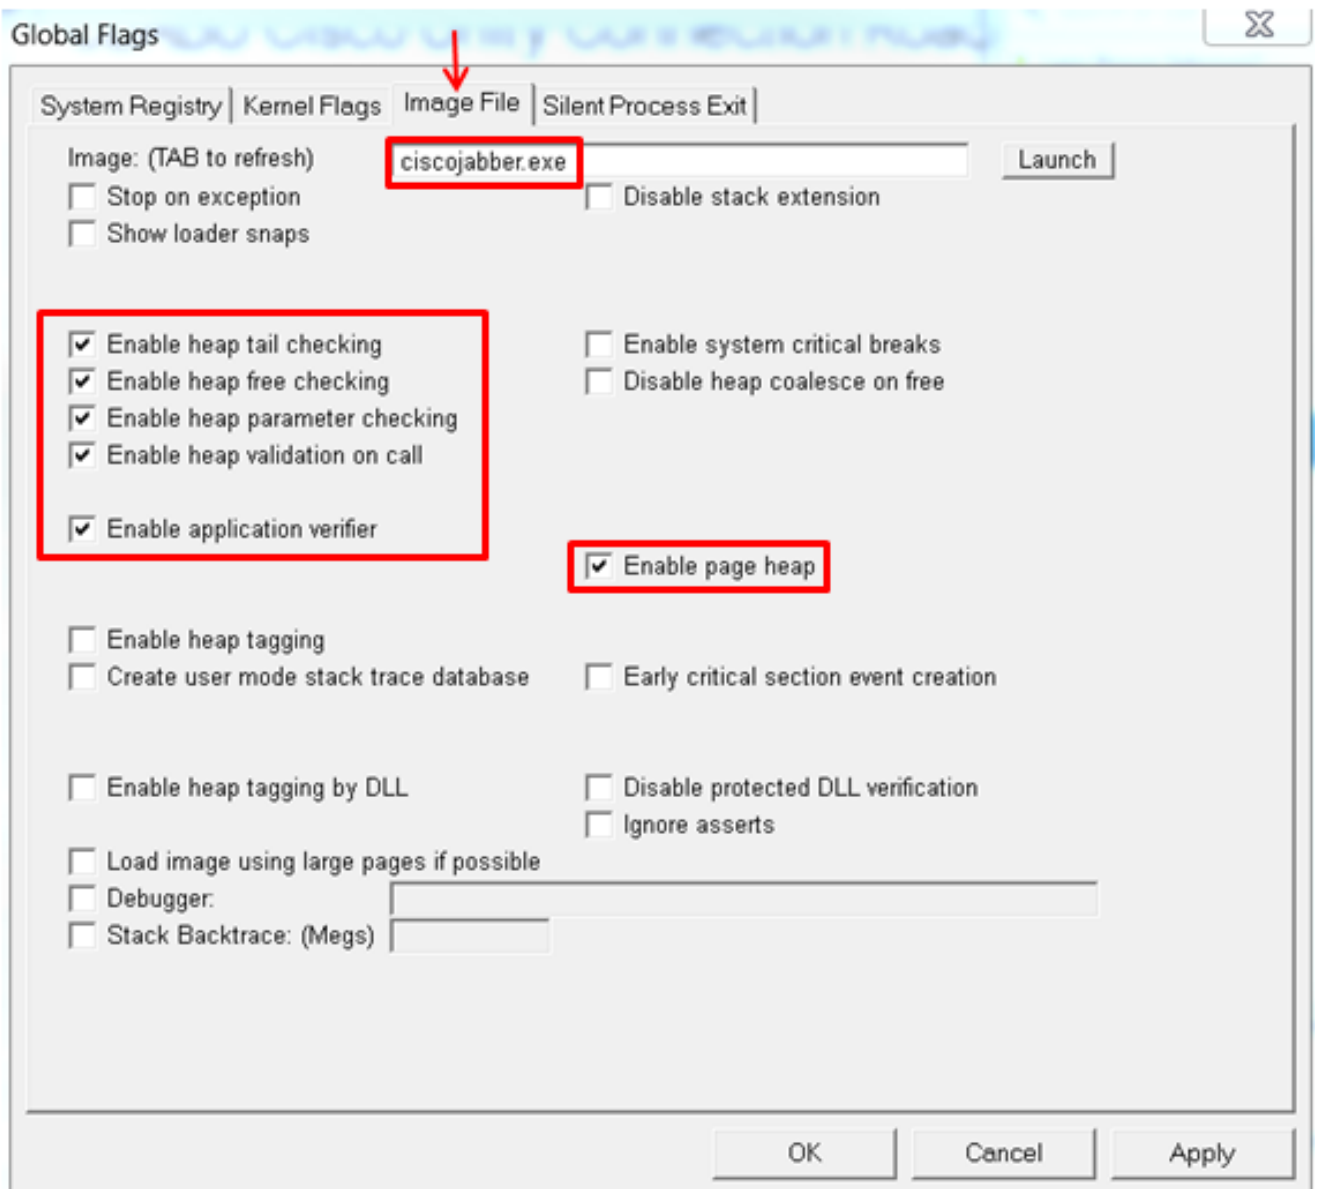 Global Flags
Cisco Unity Connection
System Registry Kernel Flags Image File Silent Process Exit
Image: (TAB to refresh) ciscojabber.exe Launch
Stop on exception Disable stack extension
Show loader snaps
Enable heap tail checking Enable system critical breaks
Enable heap free checking Disable heap coalesce on free
Enable heap parameter checking
Enable heap validation on call
Enable application verifier
Enable page heap
Enable heap tagging
Create user mode stack trace database Early critical section event creation
Enable heap tagging by DLL Disable protected DLL verification
Ignore asserts
Load image using large pages if possible
Debugger:
Stack Backtrace: (Megs)
OK Cancel Apply